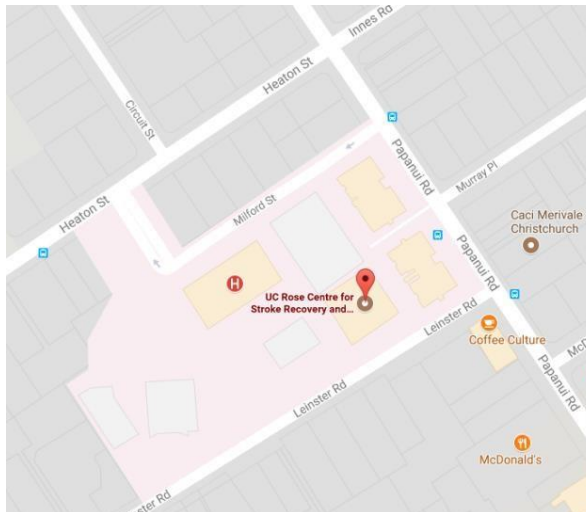 Innes Rd
Heaton St
Circuit St
Papanui Rd
Milford St
Murray Pl
Heaton St
Caci Merivale
Christchurch
H
UC Rose Centre for
Stroke Recovery and...
Papanui Rd
Leinster Rd
Coffee Culture
Papanui Rd
Leinster Rd
McDonald's
Leinster Rd